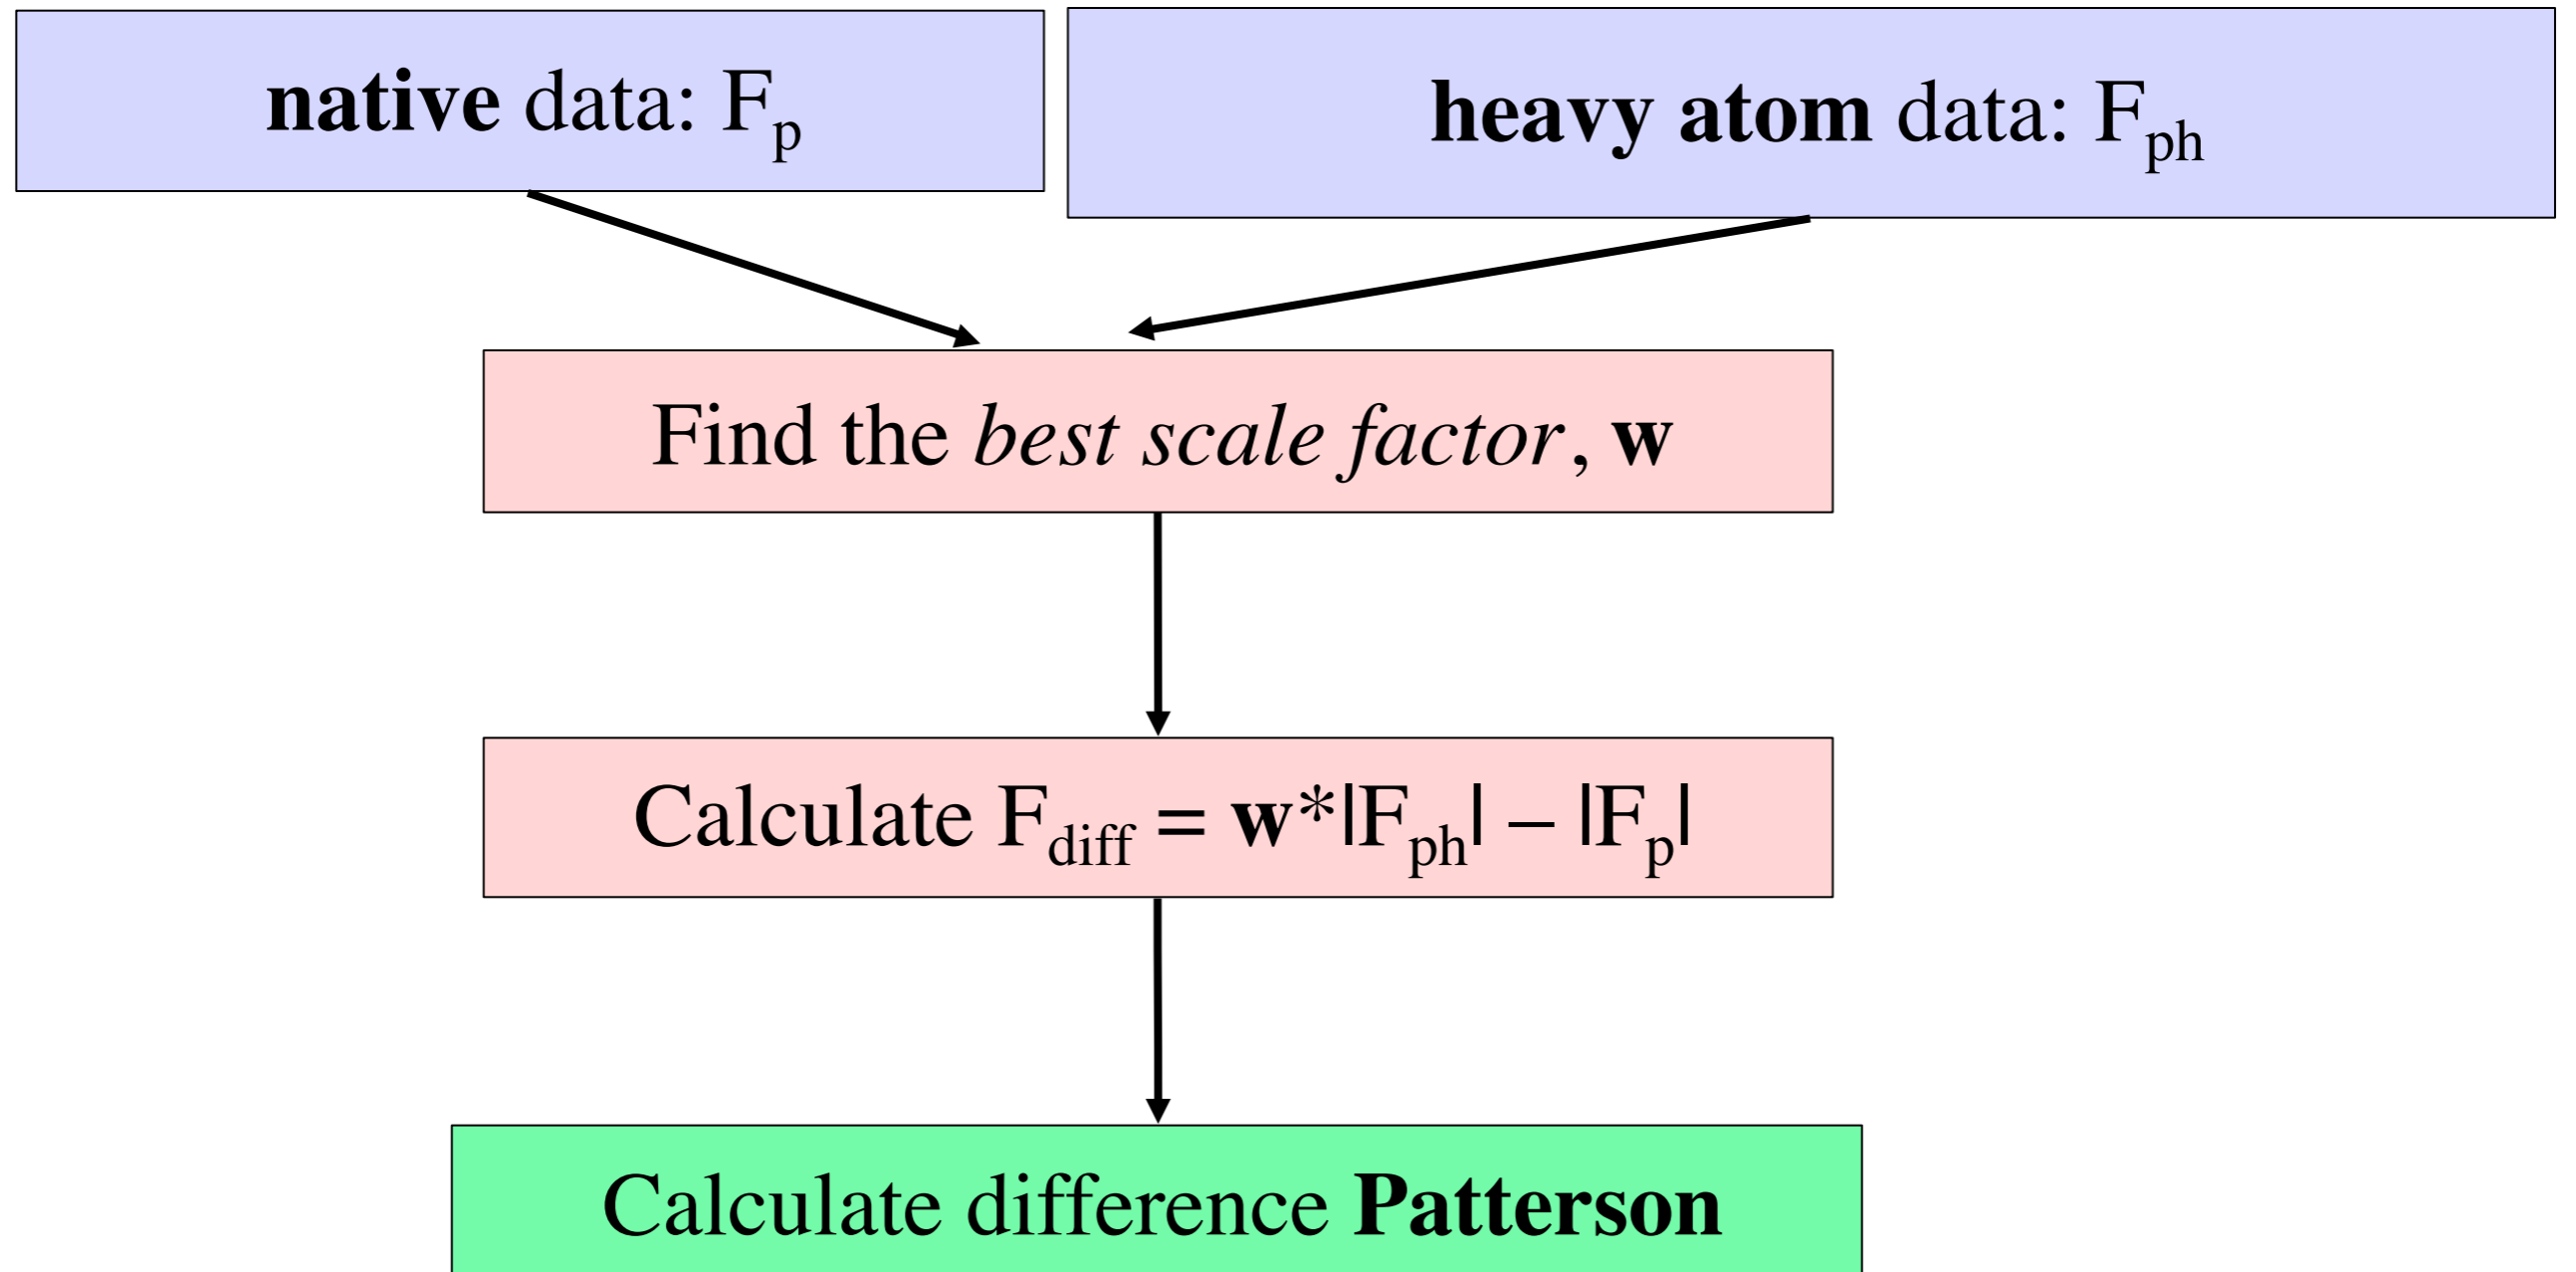 native data: Fp
heavy atom data: Fph
Find the best scale factor, w
Calculate Fdiff = w*|Fph| – |Fp|
Calculate difference Patterson